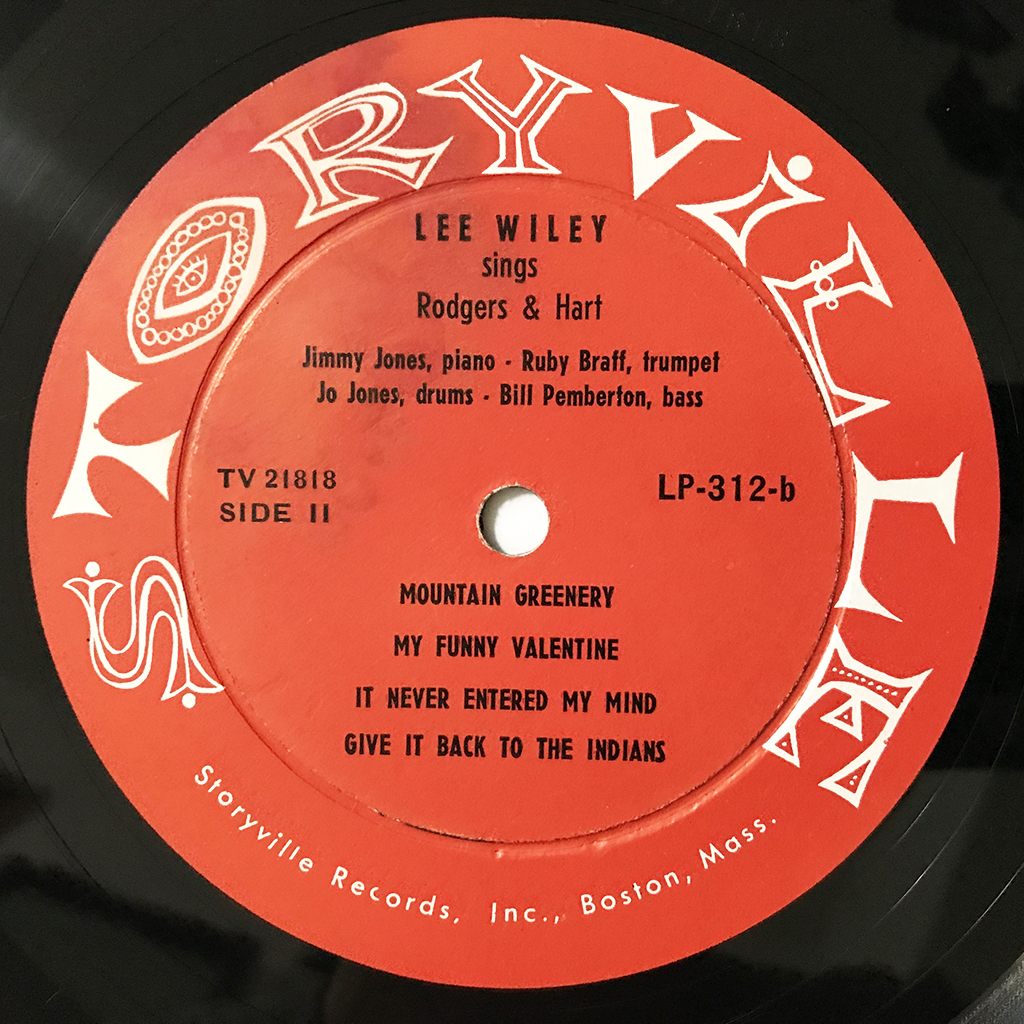 STORYViLLE
LEE WILEY
sings
Rodgers & Hart
Jimmy Jones, piano - Ruby Braff, trumpet
Jo Jones, drums - Bill Pemberton, bass
TV 21818
SIDE II
LP-312-b
MOUNTAIN GREENERY
MY FUNNY VALENTINE
IT NEVER ENTERED MY MIND
GIVE IT BACK TO THE INDIANS
Storyville Records, Inc., Boston, Mass.